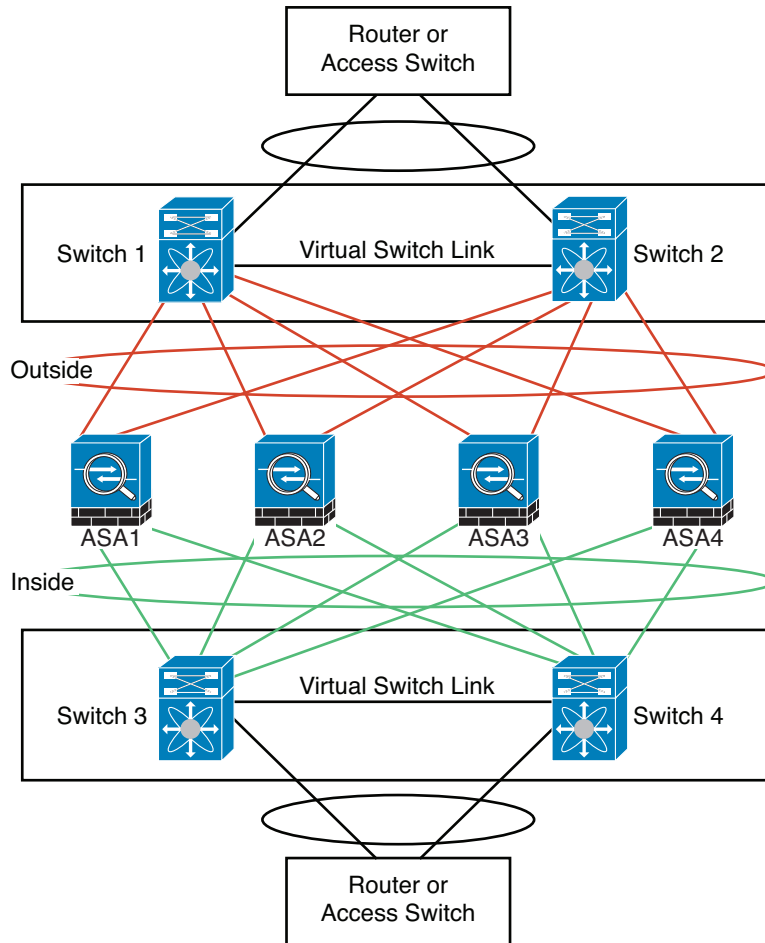 Router or
Access Switch
Switch 1
Virtual Switch Link
Switch 2
Outside
ASA1
ASA2
ASA3
ASA4
Inside
Switch 3
Virtual Switch Link
Switch 4
Router or
Access Switch